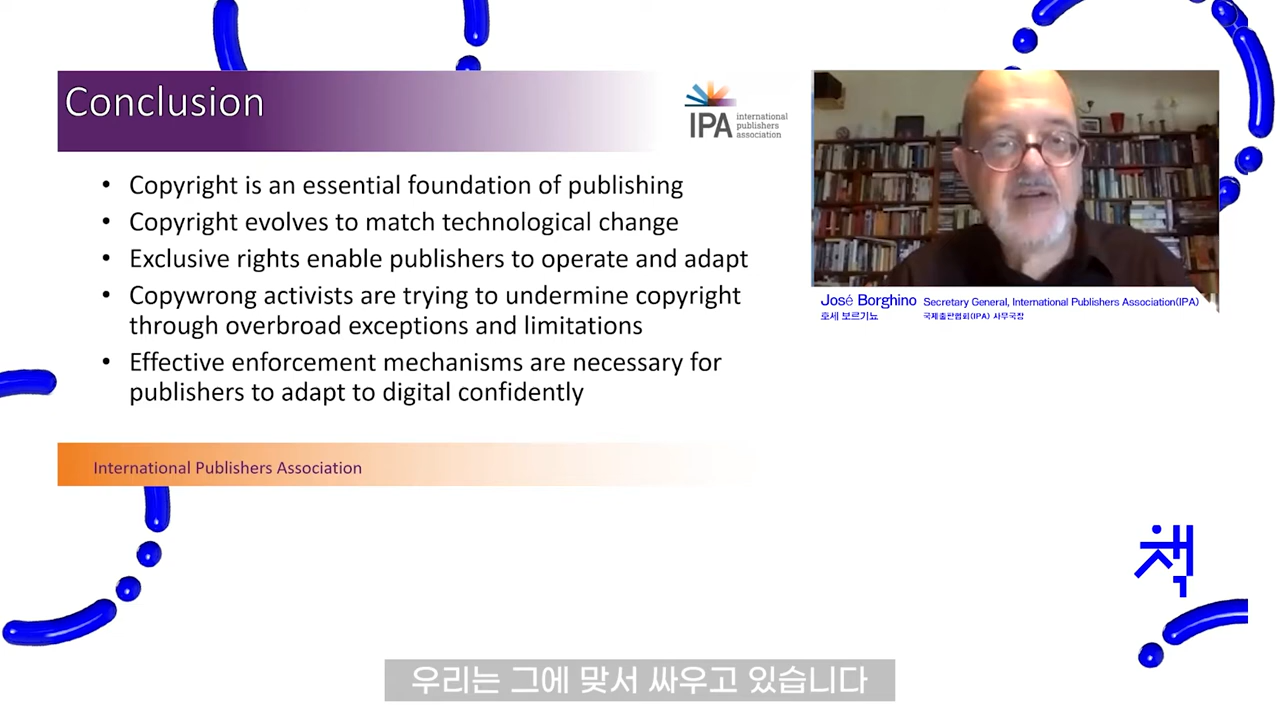 Conclusion
IPA international
publishers
association
• Copyright is an essential foundation of publishing
• Copyright evolves to match technological change
• Exclusive rights enable publishers to operate and adapt
• Copywrong activists are trying to undermine copyright
through overbroad exceptions and limitations
• Effective enforcement mechanisms are necessary for
publishers to adapt to digital confidently
International Publishers Association
José Borghino Secretary General, International Publishers Association(IPA)
호세 보르기뇨 국제출판협회(IPA) 사무국장
책
우리는 그에 맞서 싸우고 있습니다